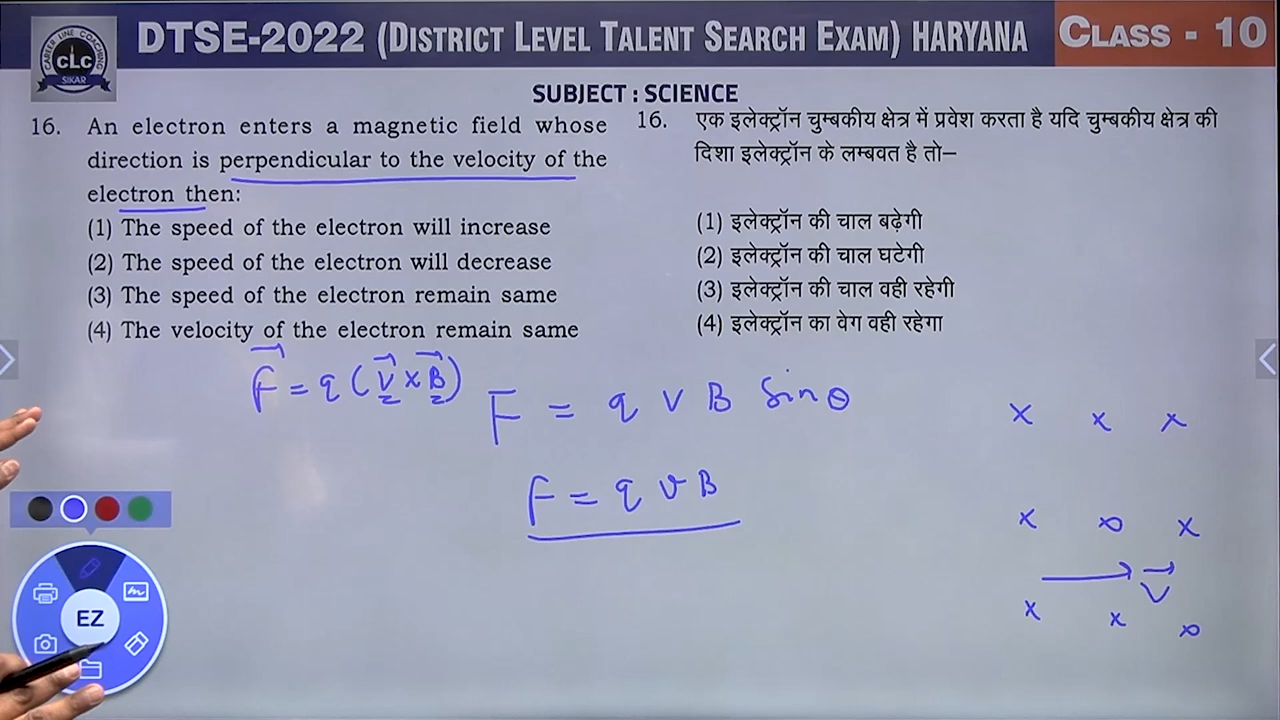 CAREER LINE COACHING
CLC
SIKAR
DTSE-2022 (DISTRICT LEVEL TALENT SEARCH EXAM) HARYANA
CLASS - 10
SUBJECT : SCIENCE
16. An electron enters a magnetic field whose
direction is perpendicular to the velocity of the
electron then:
(1) The speed of the electron will increase
(2) The speed of the electron will decrease
(3) The speed of the electron remain same
(4) The velocity of the electron remain same
16. एक इलेक्ट्रॉन चुम्बकीय क्षेत्र में प्रवेश करता है यदि चुम्बकीय क्षेत्र की
दिशा इलेक्ट्रॉन के लम्बवत है तो–
(1) इलेक्ट्रॉन की चाल बढ़ेगी
(2) इलेक्ट्रॉन की चाल घटेगी
(3) इलेक्ट्रॉन की चाल वही रहेगी
(4) इलेक्ट्रॉन का वेग वही रहेगा
F = q (V × B)
F = q v B Sin θ
F = q v B
x x x
x x x
V
x x x
EZ